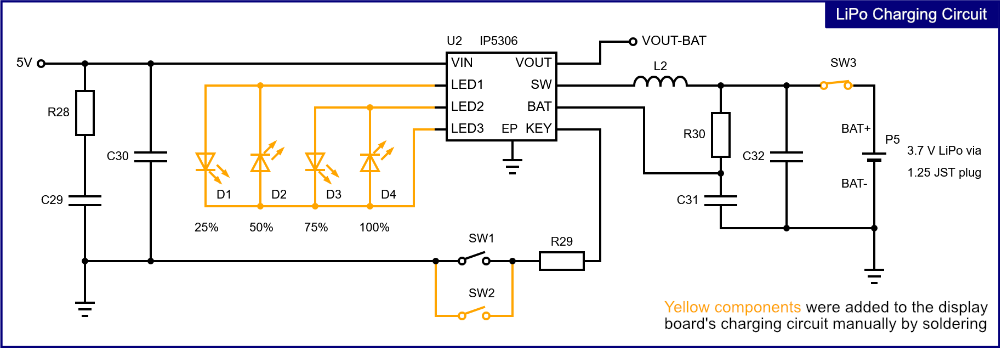 LiPo Charging Circuit
U2 IP5306
VOUT-BAT
5V
VIN VOUT
L2
SW3
LED1 SW
R28
LED2 BAT
LED3 EP KEY
R30
BAT+
P5
3.7 V LiPo via
C30
C32
1.25 JST plug
BAT-
D1 D2 D3 D4
C29
C31
25% 50% 75% 100%
SW1
R29
SW2
Yellow components were added to the display
board's charging circuit manually by soldering